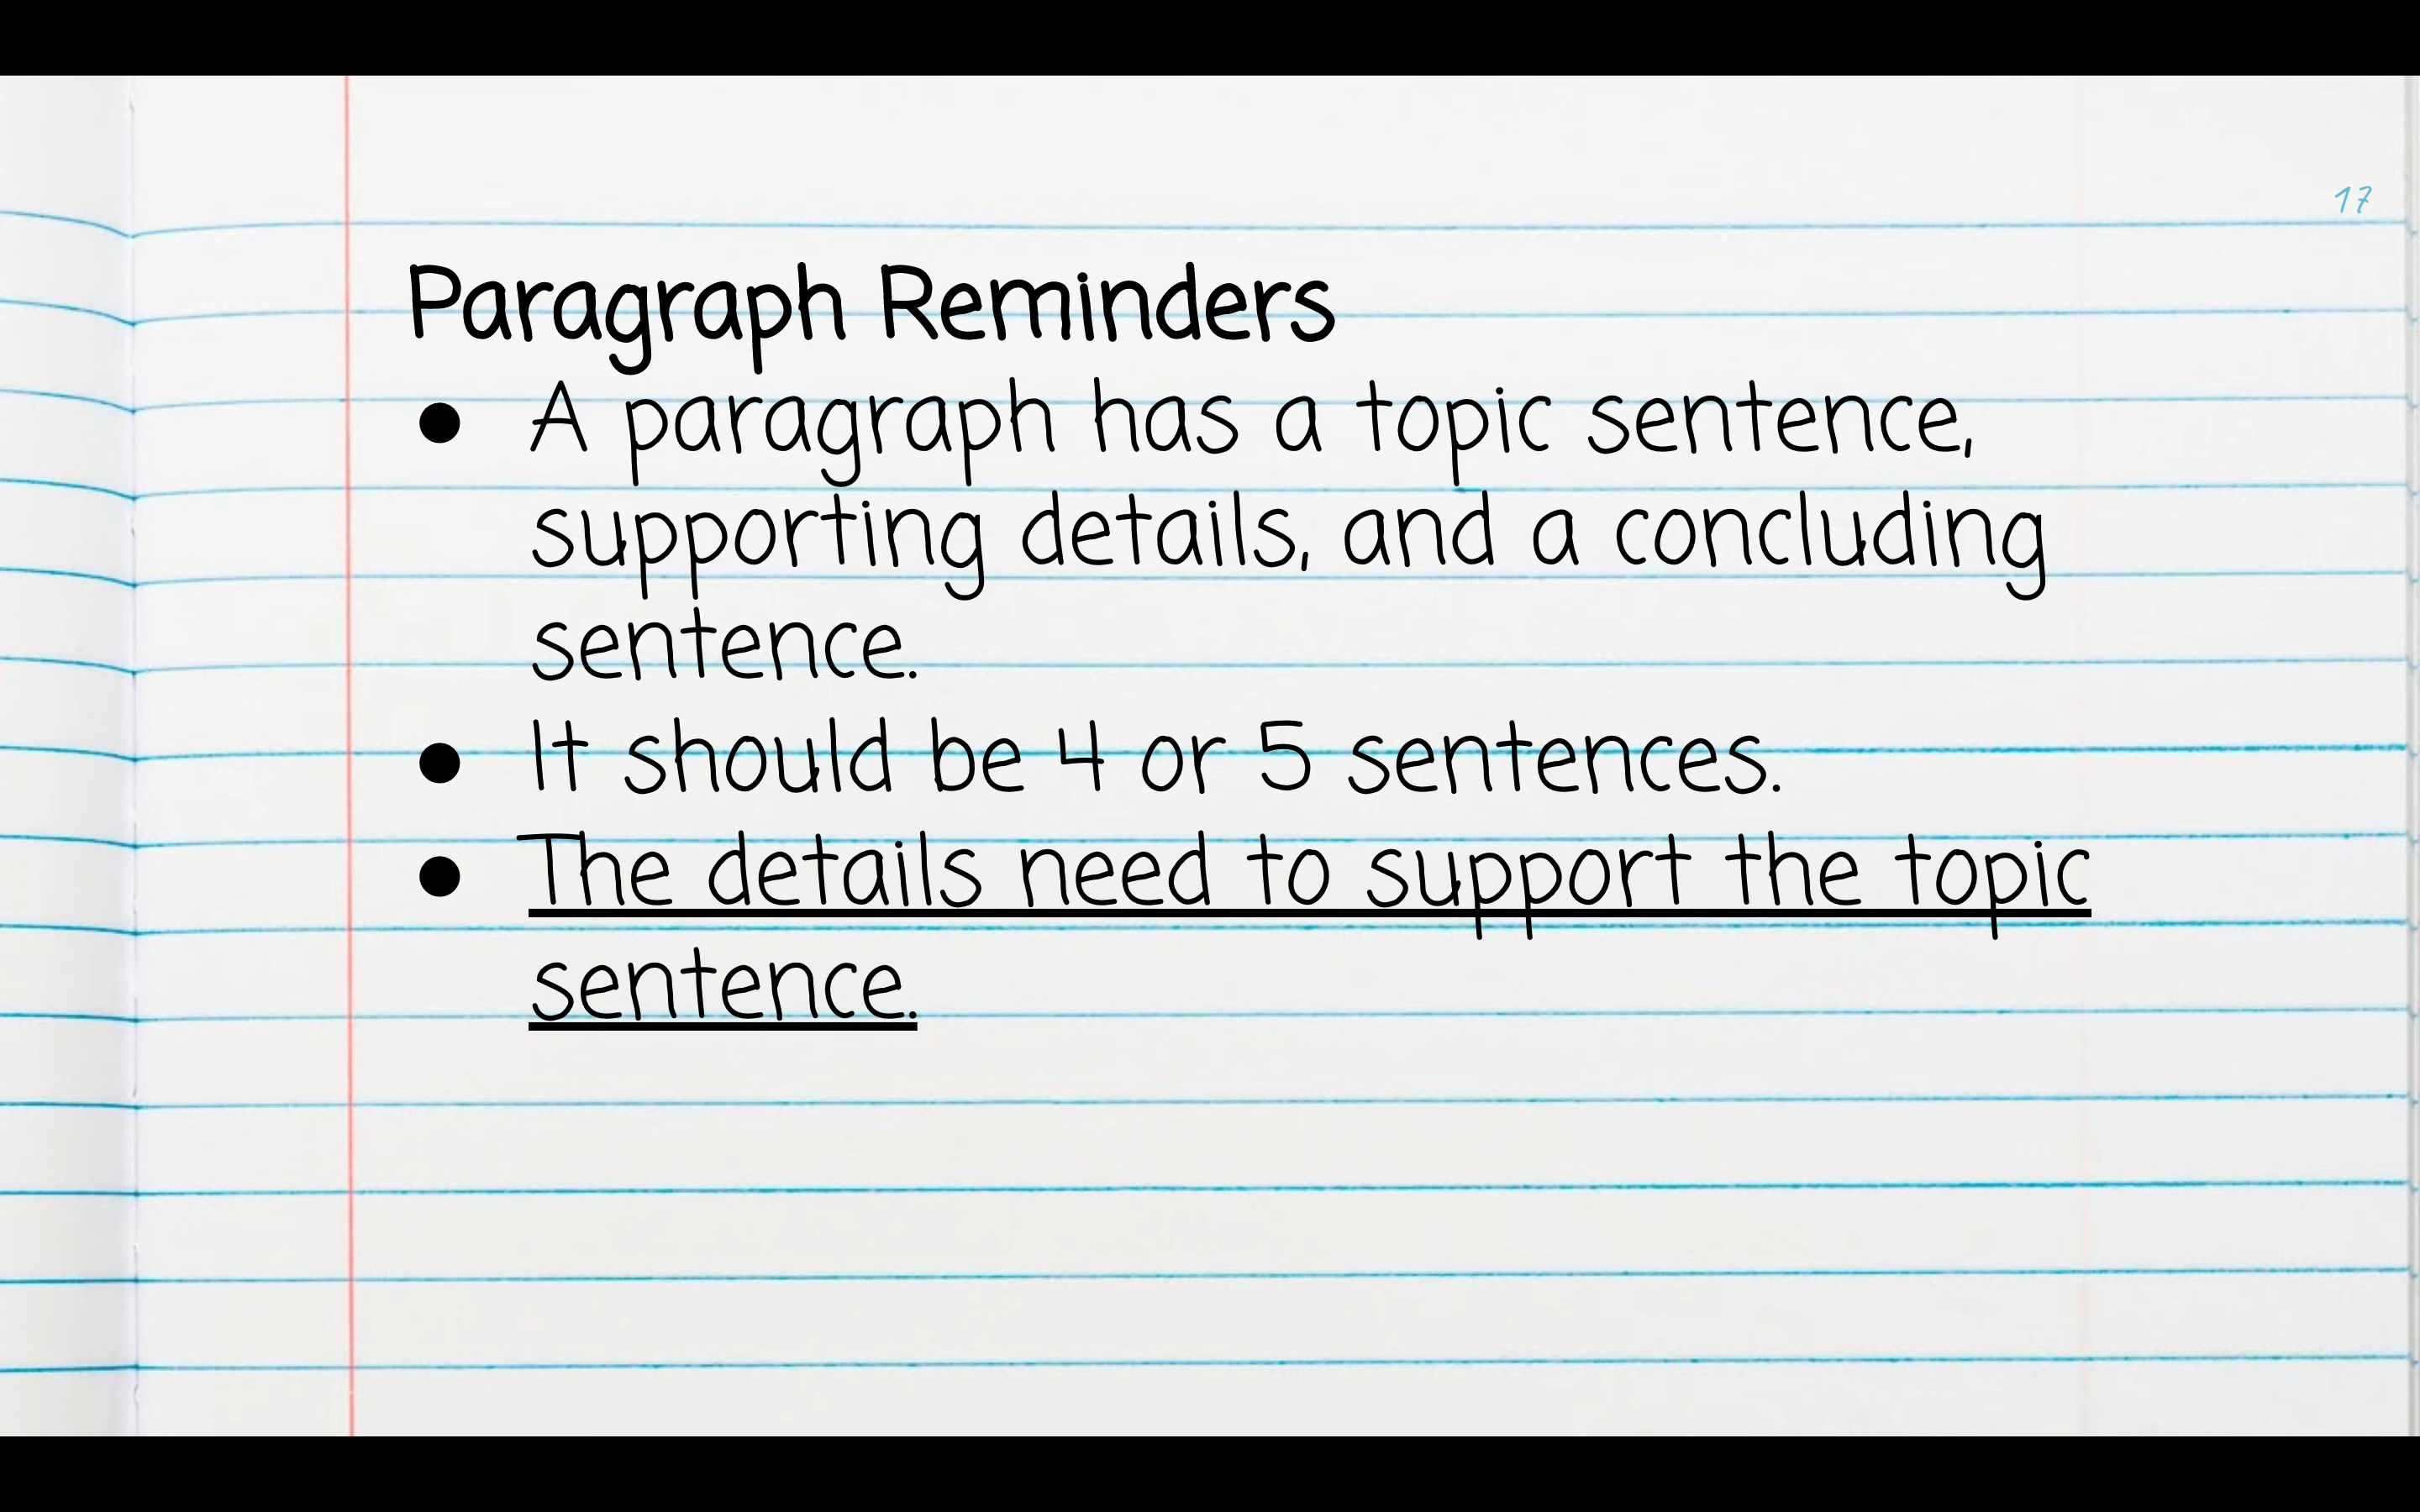 17
Paragraph Reminders
● A paragraph has a topic sentence,
supporting details, and a concluding
sentence.
● It should be 4 or 5 sentences.
● The details need to support the topic
sentence.